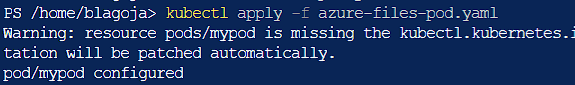 PS /home/blagoja> kubectl apply -f azure-files-pod.yaml
Warning: resource pods/mypod is missing the kubectl.kubernetes.i
tation will be patched automatically.
pod/mypod configured